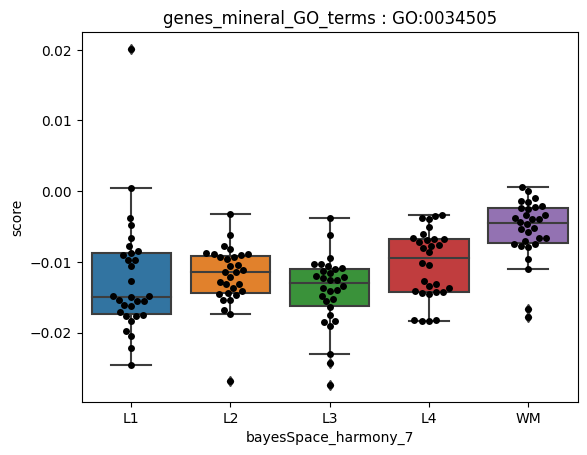 genes_mineral_GO_terms : GO:0034505
0.02
0.01
0.00
−0.01
−0.02
score
L1 L2 L3 L4 WM
bayesSpace_harmony_7